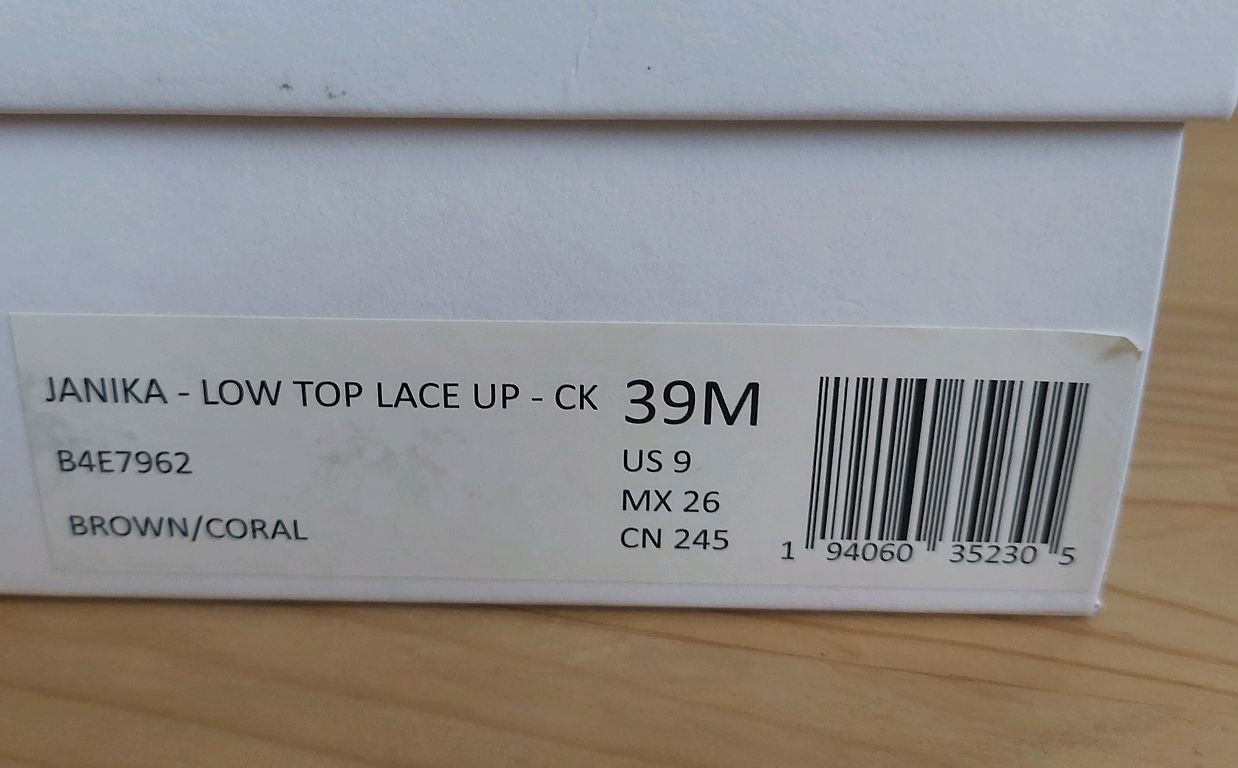 JANIKA - LOW TOP LACE UP - CK
B4E7962
BROWN/CORAL
39M
US 9
MX 26
CN 245
1 94060 35230 5